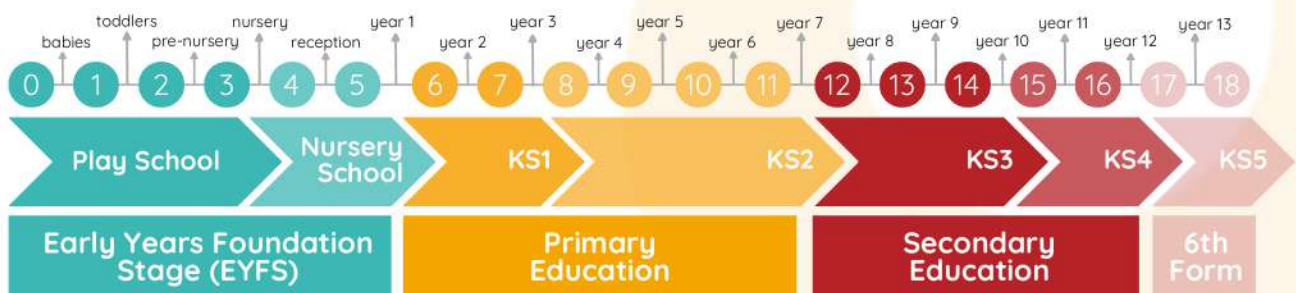 toddlers nursery year 1 year 3 year 5 year 7 year 9 year 11 year 13
babies pre-nursery reception year 2 year 4 year 6 year 8 year 10 year 12
0 1 2 3 4 5 6 7 8 9 10 11 12 13 14 15 16 17 18
Play School
Nursery
School
KS1
KS2
KS3
KS4
KS5
Early Years Foundation
Stage (EYFS)
Primary
Education
Secondary
Education
6th
Form